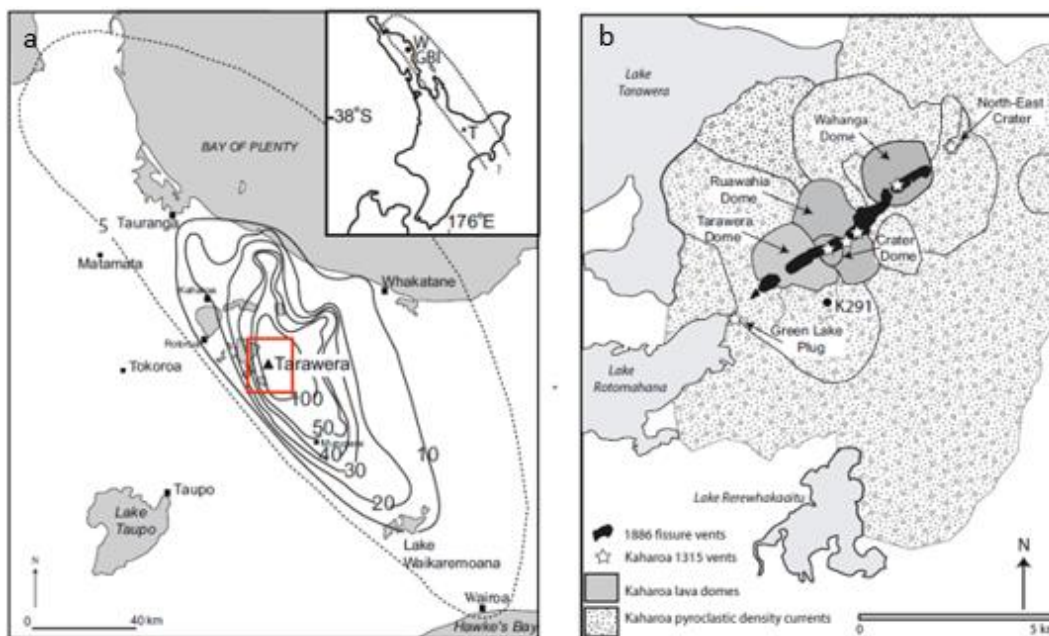 a
W
GBI
38°S
T
?
176°E
BAY OF PLENTY
Tauranga
5
Matamata
Whakatane
Kaharoa
Rotorua
Tokoroa
Tarawera
100
50
40
30
20
10
Taupo
Lake
Taupo
Lake
Waikaremoana
Wairoa
N
Hawke's Bay
0
40 km
b
Lake
Tarawera
North-East
Crater
Wahanga
Dome
Ruawahia
Dome
Tarawera
Dome
Crater
Dome
K291
Green Lake
Plug
Lake
Rotomahana
Lake Rerewhakaaitu
1886 fissure vents
Kaharoa 1315 vents
Kaharoa lava domes
Kaharoa pyroclastic density currents
N
0